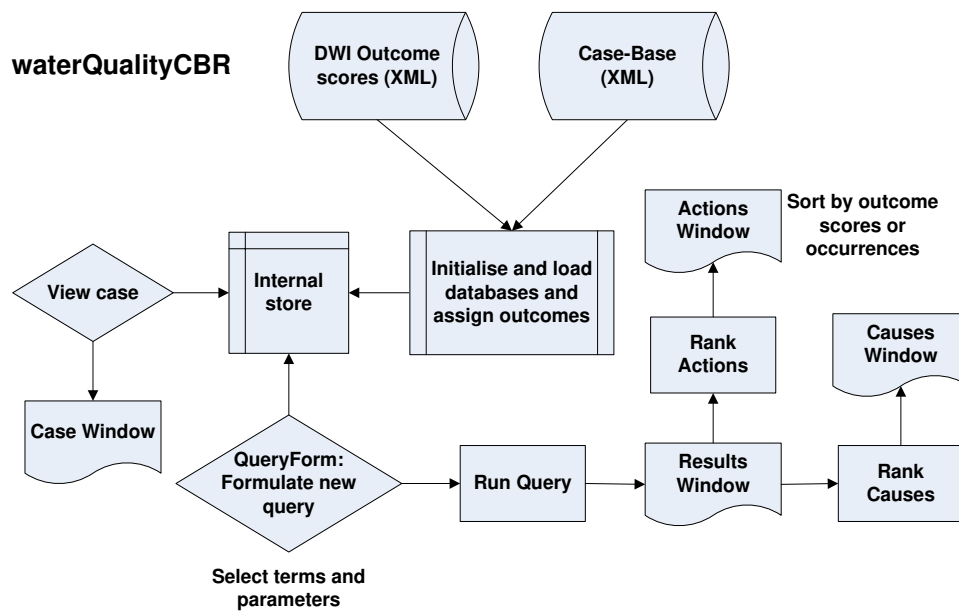 waterQualityCBR
DWI Outcome
scores (XML)
Case-Base
(XML)
Actions
Window
Sort by outcome
scores or
occurrences
View case
Internal
store
Initialise and load
databases and
assign outcomes
Rank
Actions
Causes
Window
Case Window
QueryForm:
Formulate new
query
Run Query
Results
Window
Rank
Causes
Select terms and
parameters